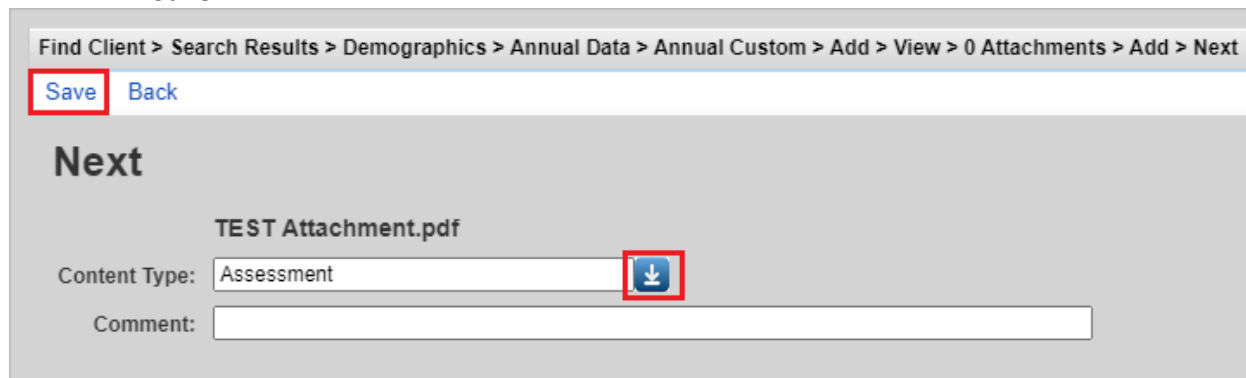 Find Client > Search Results > Demographics > Annual Data > Annual Custom > Add > View > 0 Attachments > Add > Next
Save Back
Next
TEST Attachment.pdf
Content Type: Assessment
Comment: